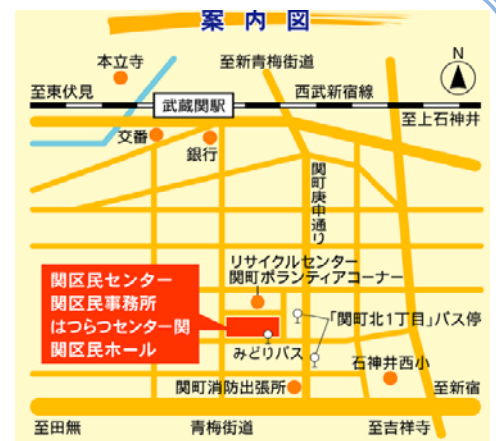 案内図
本立寺
至新青梅街道
N
至東伏見
武蔵関駅
西武新宿線
至上石神井
交番
銀行
関町庚申通り
リサイクルセンター
関町ボランティアコーナー
関区民センター
関区民事務所
はつらつセンター関
関区民ホール
「関町北1丁目」バス停
みどりバス
石神井西小
関町消防出張所
至新宿
至田無
青梅街道
至吉祥寺